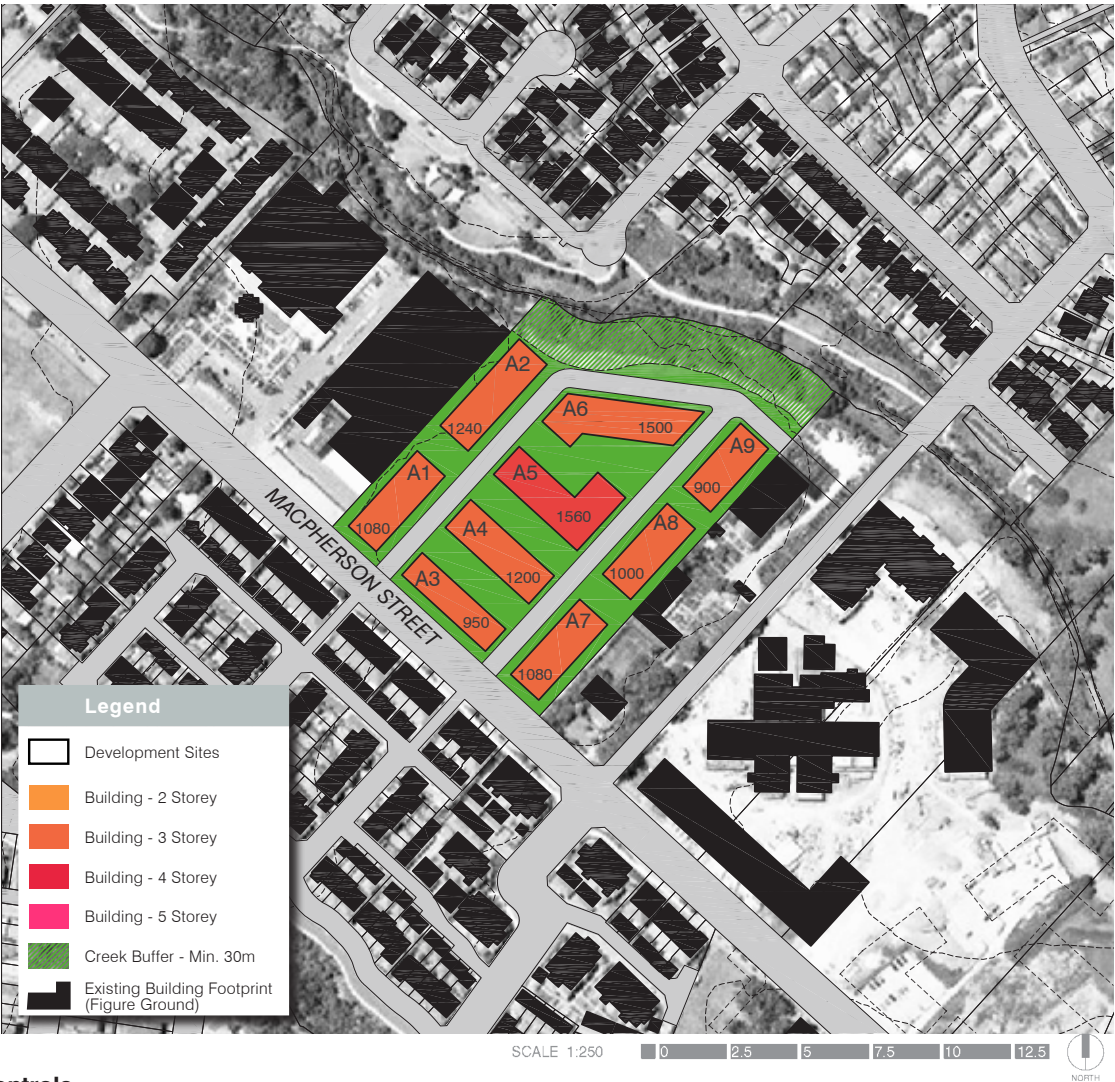 A2
A6
1240
1500
A9
A1
A5
900
1080
1560
A8
A4
A3
1200
1000
950
A7
1080
MACPHERSON STREET
Legend
Development Sites
Building - 2 Storey
Building - 3 Storey
Building - 4 Storey
Building - 5 Storey
Creek Buffer - Min. 30m
Existing Building Footprint
(Figure Ground)
SCALE 1:250
0 2.5 5 7.5 10 12.5
NORTH